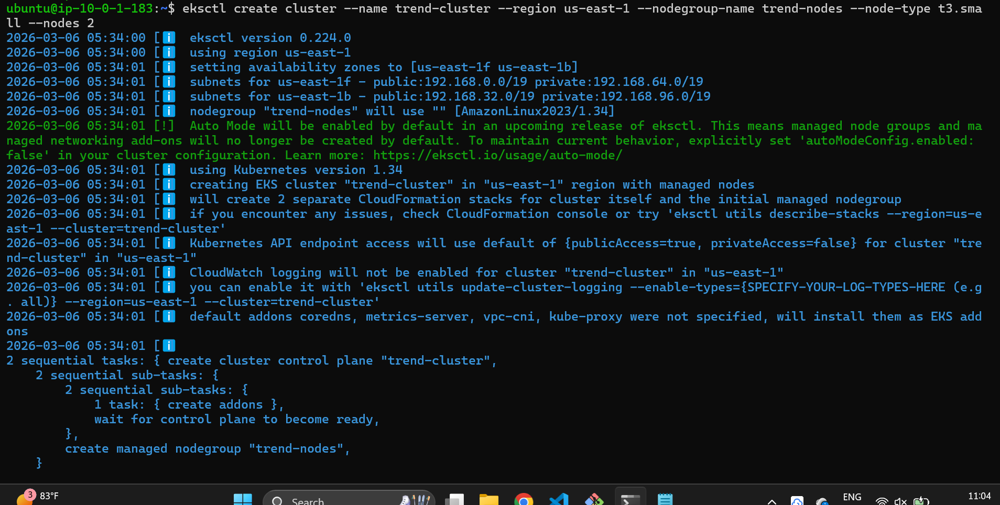 ubuntu@ip-10-0-1-183:~$ eksctl create cluster --name trend-cluster --region us-east-1 --nodegroup-name trend-nodes --node-type t3.sma
ll --nodes 2
2026-03-06 05:34:00 [ℹ]  eksctl version 0.224.0
2026-03-06 05:34:00 [ℹ]  using region us-east-1
2026-03-06 05:34:01 [ℹ]  setting availability zones to [us-east-1f us-east-1b]
2026-03-06 05:34:01 [ℹ]  subnets for us-east-1f - public:192.168.0.0/19 private:192.168.64.0/19
2026-03-06 05:34:01 [ℹ]  subnets for us-east-1b - public:192.168.32.0/19 private:192.168.96.0/19
2026-03-06 05:34:01 [ℹ]  nodegroup "trend-nodes" will use "" [AmazonLinux2023/1.34]
2026-03-06 05:34:01 [!]  Auto Mode will be enabled by default in an upcoming release of eksctl. This means managed node groups and ma
naged networking add-ons will no longer be created by default. To maintain current behavior, explicitly set 'autoModeConfig.enabled:
false' in your cluster configuration. Learn more: https://eksctl.io/usage/auto-mode/
2026-03-06 05:34:01 [ℹ]  using Kubernetes version 1.34
2026-03-06 05:34:01 [ℹ]  creating EKS cluster "trend-cluster" in "us-east-1" region with managed nodes
2026-03-06 05:34:01 [ℹ]  will create 2 separate CloudFormation stacks for cluster itself and the initial managed nodegroup
2026-03-06 05:34:01 [ℹ]  if you encounter any issues, check CloudFormation console or try 'eksctl utils describe-stacks --region=us-e
ast-1 --cluster=trend-cluster'
2026-03-06 05:34:01 [ℹ]  Kubernetes API endpoint access will use default of {publicAccess=true, privateAccess=false} for cluster "tre
nd-cluster" in "us-east-1"
2026-03-06 05:34:01 [ℹ]  CloudWatch logging will not be enabled for cluster "trend-cluster" in "us-east-1"
2026-03-06 05:34:01 [ℹ]  you can enable it with 'eksctl utils update-cluster-logging --enable-types={SPECIFY-YOUR-LOG-TYPES-HERE (e.g
. all)} --region=us-east-1 --cluster=trend-cluster'
2026-03-06 05:34:01 [ℹ]  default addons coredns, metrics-server, vpc-cni, kube-proxy were not specified, will install them as EKS add
ons
2026-03-06 05:34:01 [ℹ]
2 sequential tasks: { create cluster control plane "trend-cluster",
    2 sequential sub-tasks: {
        2 sequential sub-tasks: {
            1 task: { create addons },
            wait for control plane to become ready,
        },
        create managed nodegroup "trend-nodes",
    }
3 83°F Search ENG 11:04